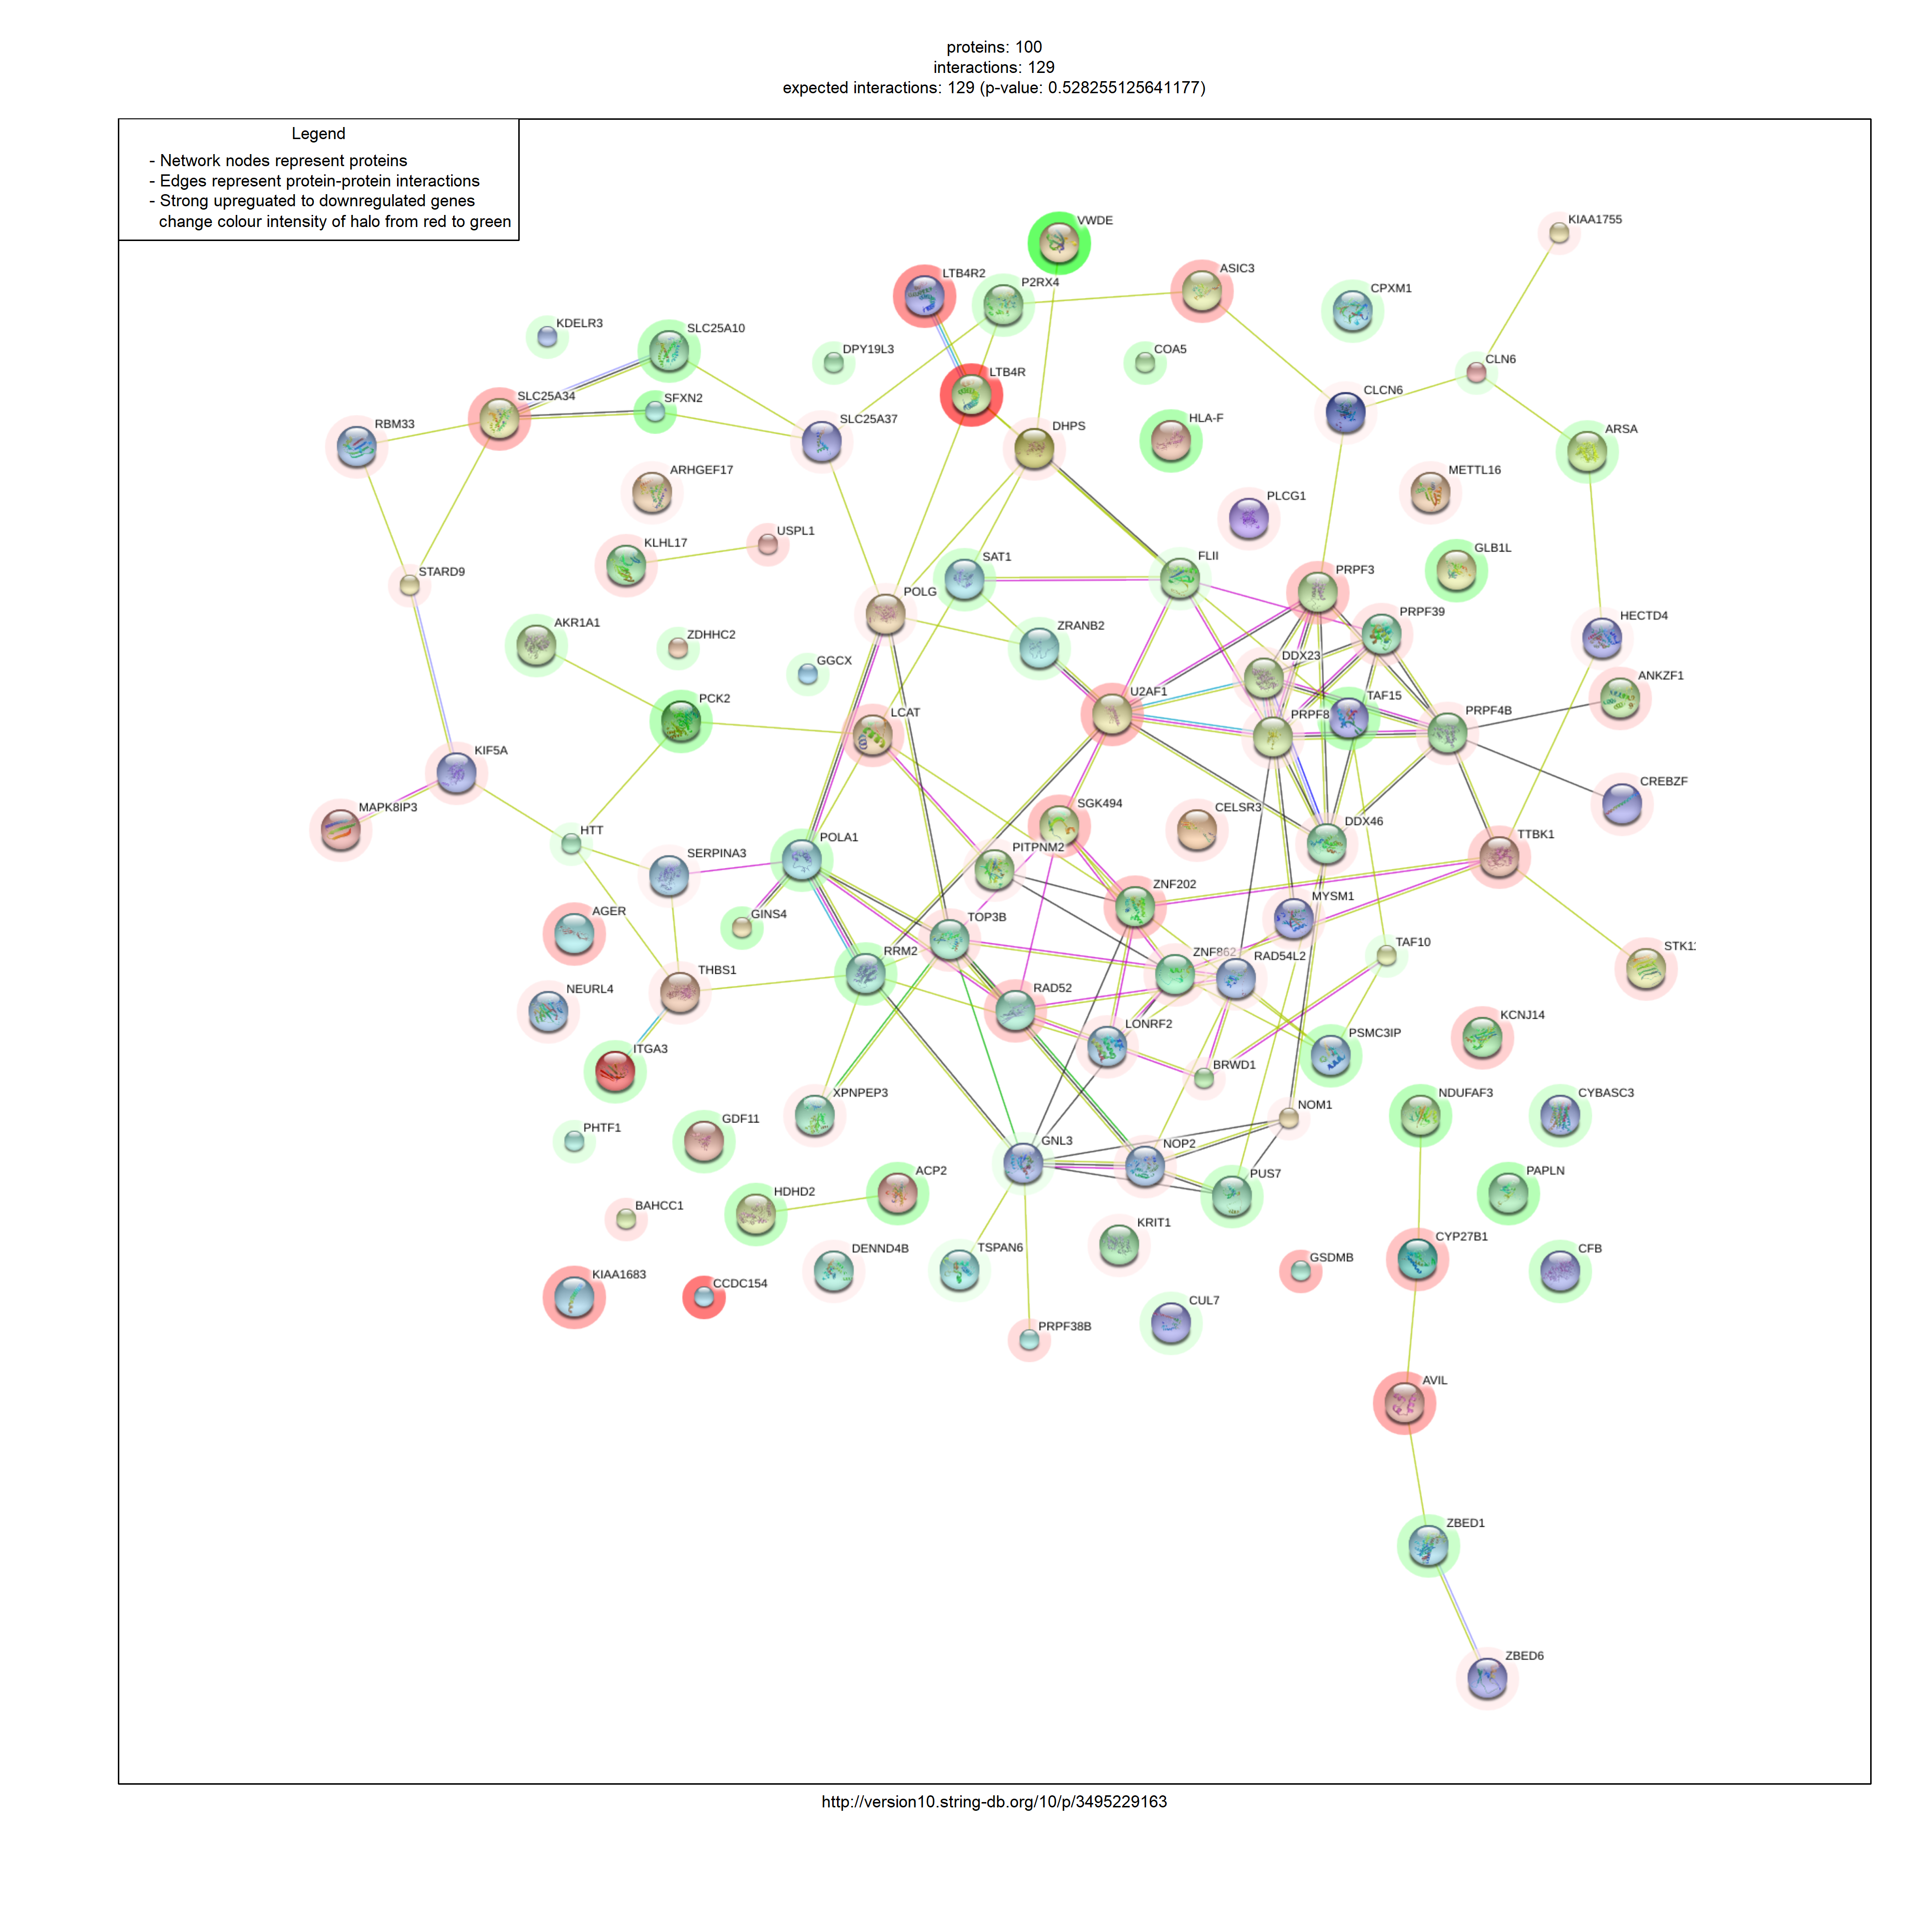 proteins: 100
interactions: 129
expected interactions: 129 (p-value: 0.528255125641177)
Legend
- Network nodes represent proteins
- Edges represent protein-protein interactions
- Strong upreguated to downregulated genes
change colour intensity of halo from red to green
VWDE
KIAA1755
LTB4R2
P2RX4
ASIC3
CPXM1
KDELR3
SLC25A10
DPY19L3
COA5
CLN6
LTB4R
SLC25A34
SFXN2
CLCN6
RBM33
SLC25A37
DHPS
HLA-F
ARSA
ARHGEF17
METTL16
PLCG1
USPL1
KLHL17
SAT1
FLII
GLB1L
STARD9
POLG
PRPF3
PRPF39
AKR1A1
ZDHHC2
ZRANB2
HECTD4
GGCX
DDX23
ANKZF1
PCK2
U2AF1
TAF15
LCAT
PRPF8
PRPF4B
KIF5A
CREBZF
MAPK8IP3
SGK494
CELSR3
HTT
POLA1
DDX46
TTBK1
SERPINA3
PITPNM2
ZNF202
MYSM1
AGER
GINS4
TOP3B
TAF10
STK1
RRM2
ZNF862
RAD54L2
THBS1
NEURL4
RAD52
KCNJ14
LONRF2
PSMC3IP
ITGA3
BRWD1
XPNPEP3
NDUFAF3
CYBASC3
NOM1
PHTF1
GDF11
GNL3
NOP2
ACP2
PUS7
PAPLN
HDHD2
BAHCC1
KRIT1
DENND4B
TSPAN6
CYP27B1
CFB
GSDMB
KIAA1683
CCDC154
CUL7
PRPF38B
AVIL
ZBED1
ZBED6
http://version10.string-db.org/10/p/3495229163